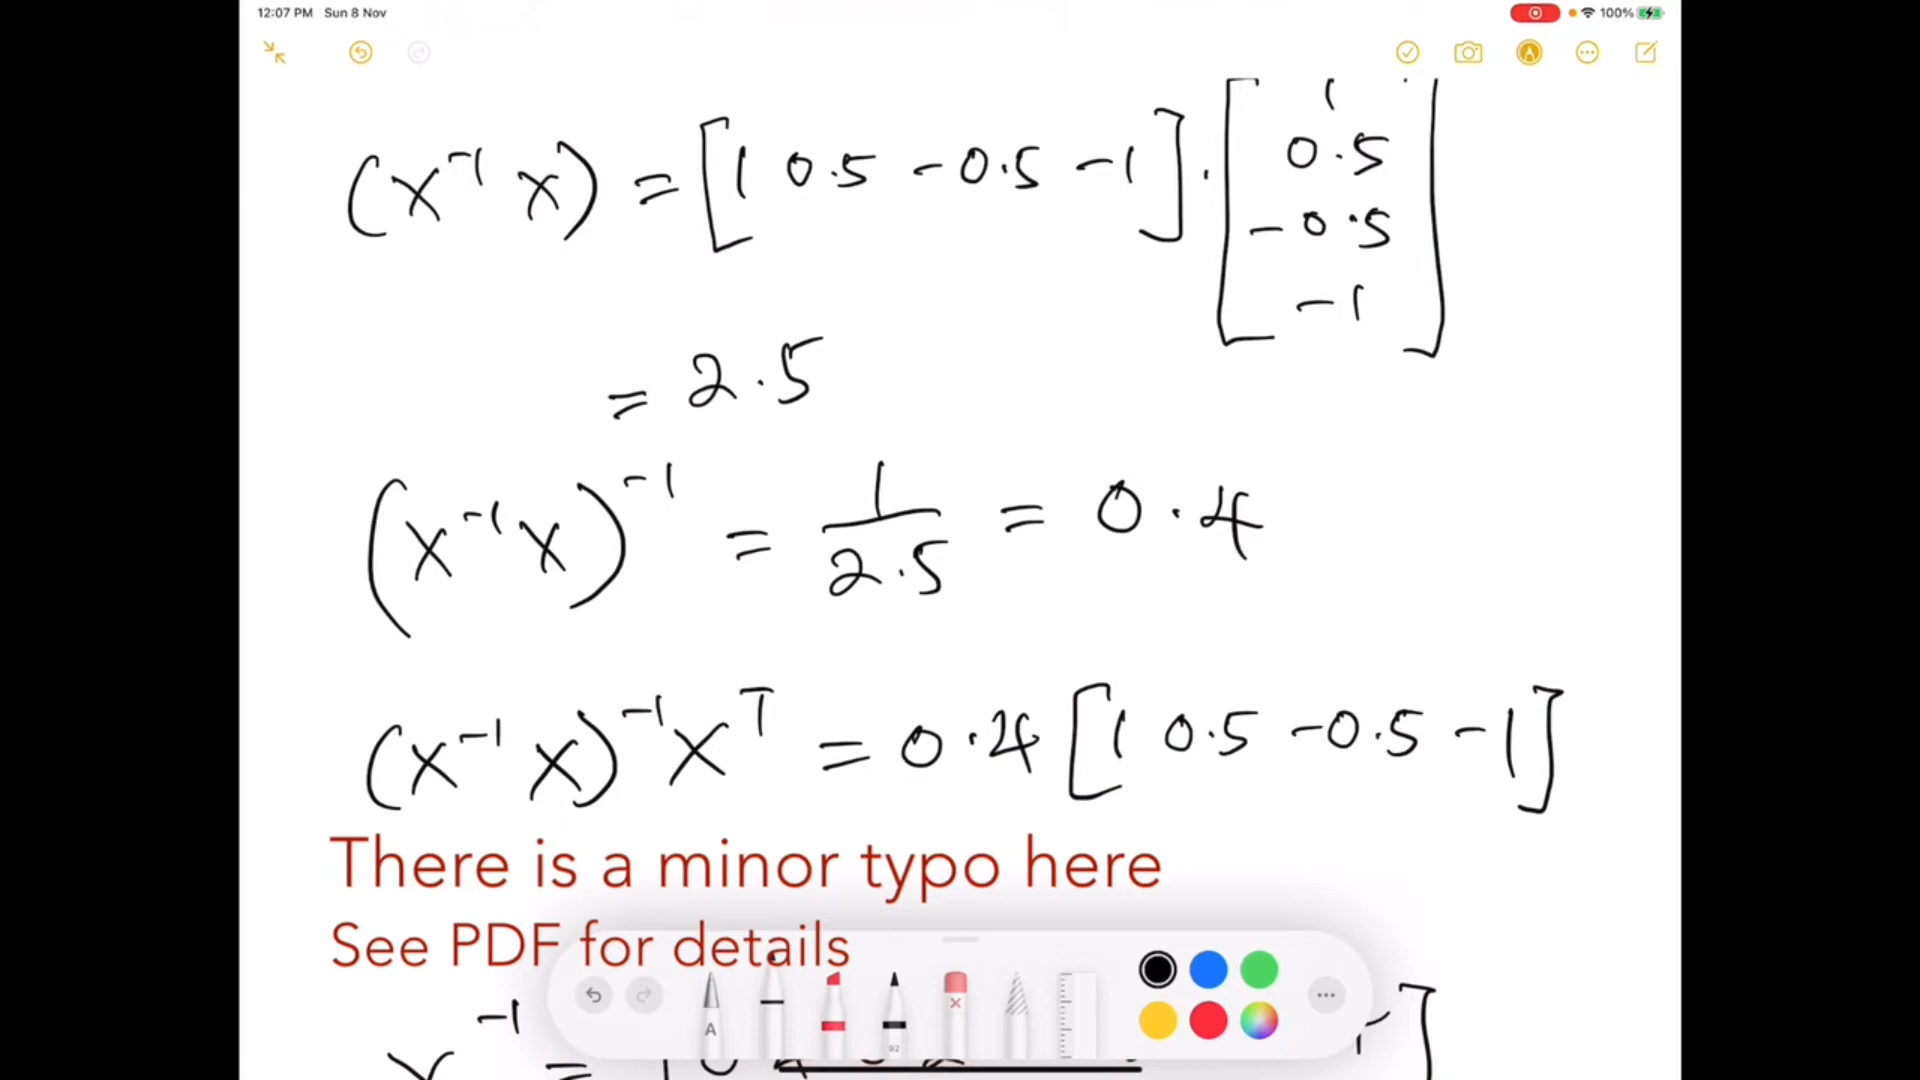 12:07 PM Sun 8 Nov 100%
(x⁻¹ x) = [1 0.5 -0.5 -1] · [1
0.5
-0.5
-1]
= 2.5
(x⁻¹ x)⁻¹ = 1/2.5 = 0.4
(x⁻¹ x)⁻¹ xᵀ = 0.4 [1 0.5 -0.5 -1]
There is a minor typo here
See PDF for details
A
92